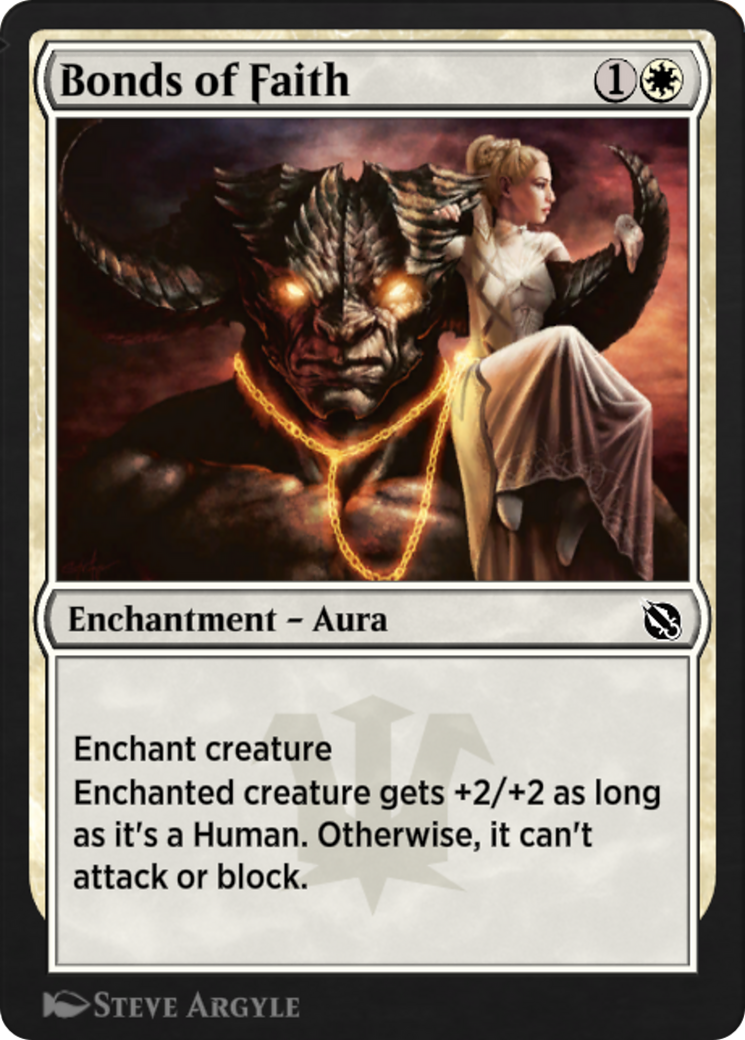 Bonds of Faith 1
Enchantment – Aura
Enchant creature
Enchanted creature gets +2/+2 as long
as it's a Human. Otherwise, it can't
attack or block.
Steve Argyle